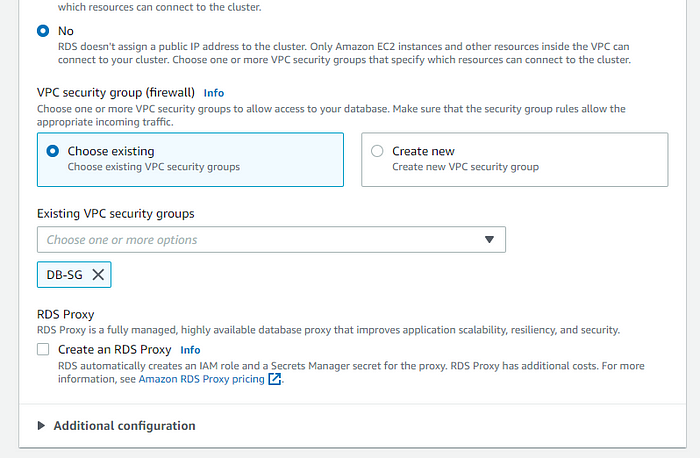 which resources can connect to the cluster.
No
RDS doesn't assign a public IP address to the cluster. Only Amazon EC2 instances and other resources inside the VPC can
connect to your cluster. Choose one or more VPC security groups that specify which resources can connect to the cluster.
VPC security group (firewall) Info
Choose one or more VPC security groups to allow access to your database. Make sure that the security group rules allow the
appropriate incoming traffic.
Choose existing
Choose existing VPC security groups
Create new
Create new VPC security group
Existing VPC security groups
Choose one or more options
DB-SG
RDS Proxy
RDS Proxy is a fully managed, highly available database proxy that improves application scalability, resiliency, and security.
Create an RDS Proxy Info
RDS automatically creates an IAM role and a Secrets Manager secret for the proxy. RDS Proxy has additional costs. For more
information, see Amazon RDS Proxy pricing.
Additional configuration